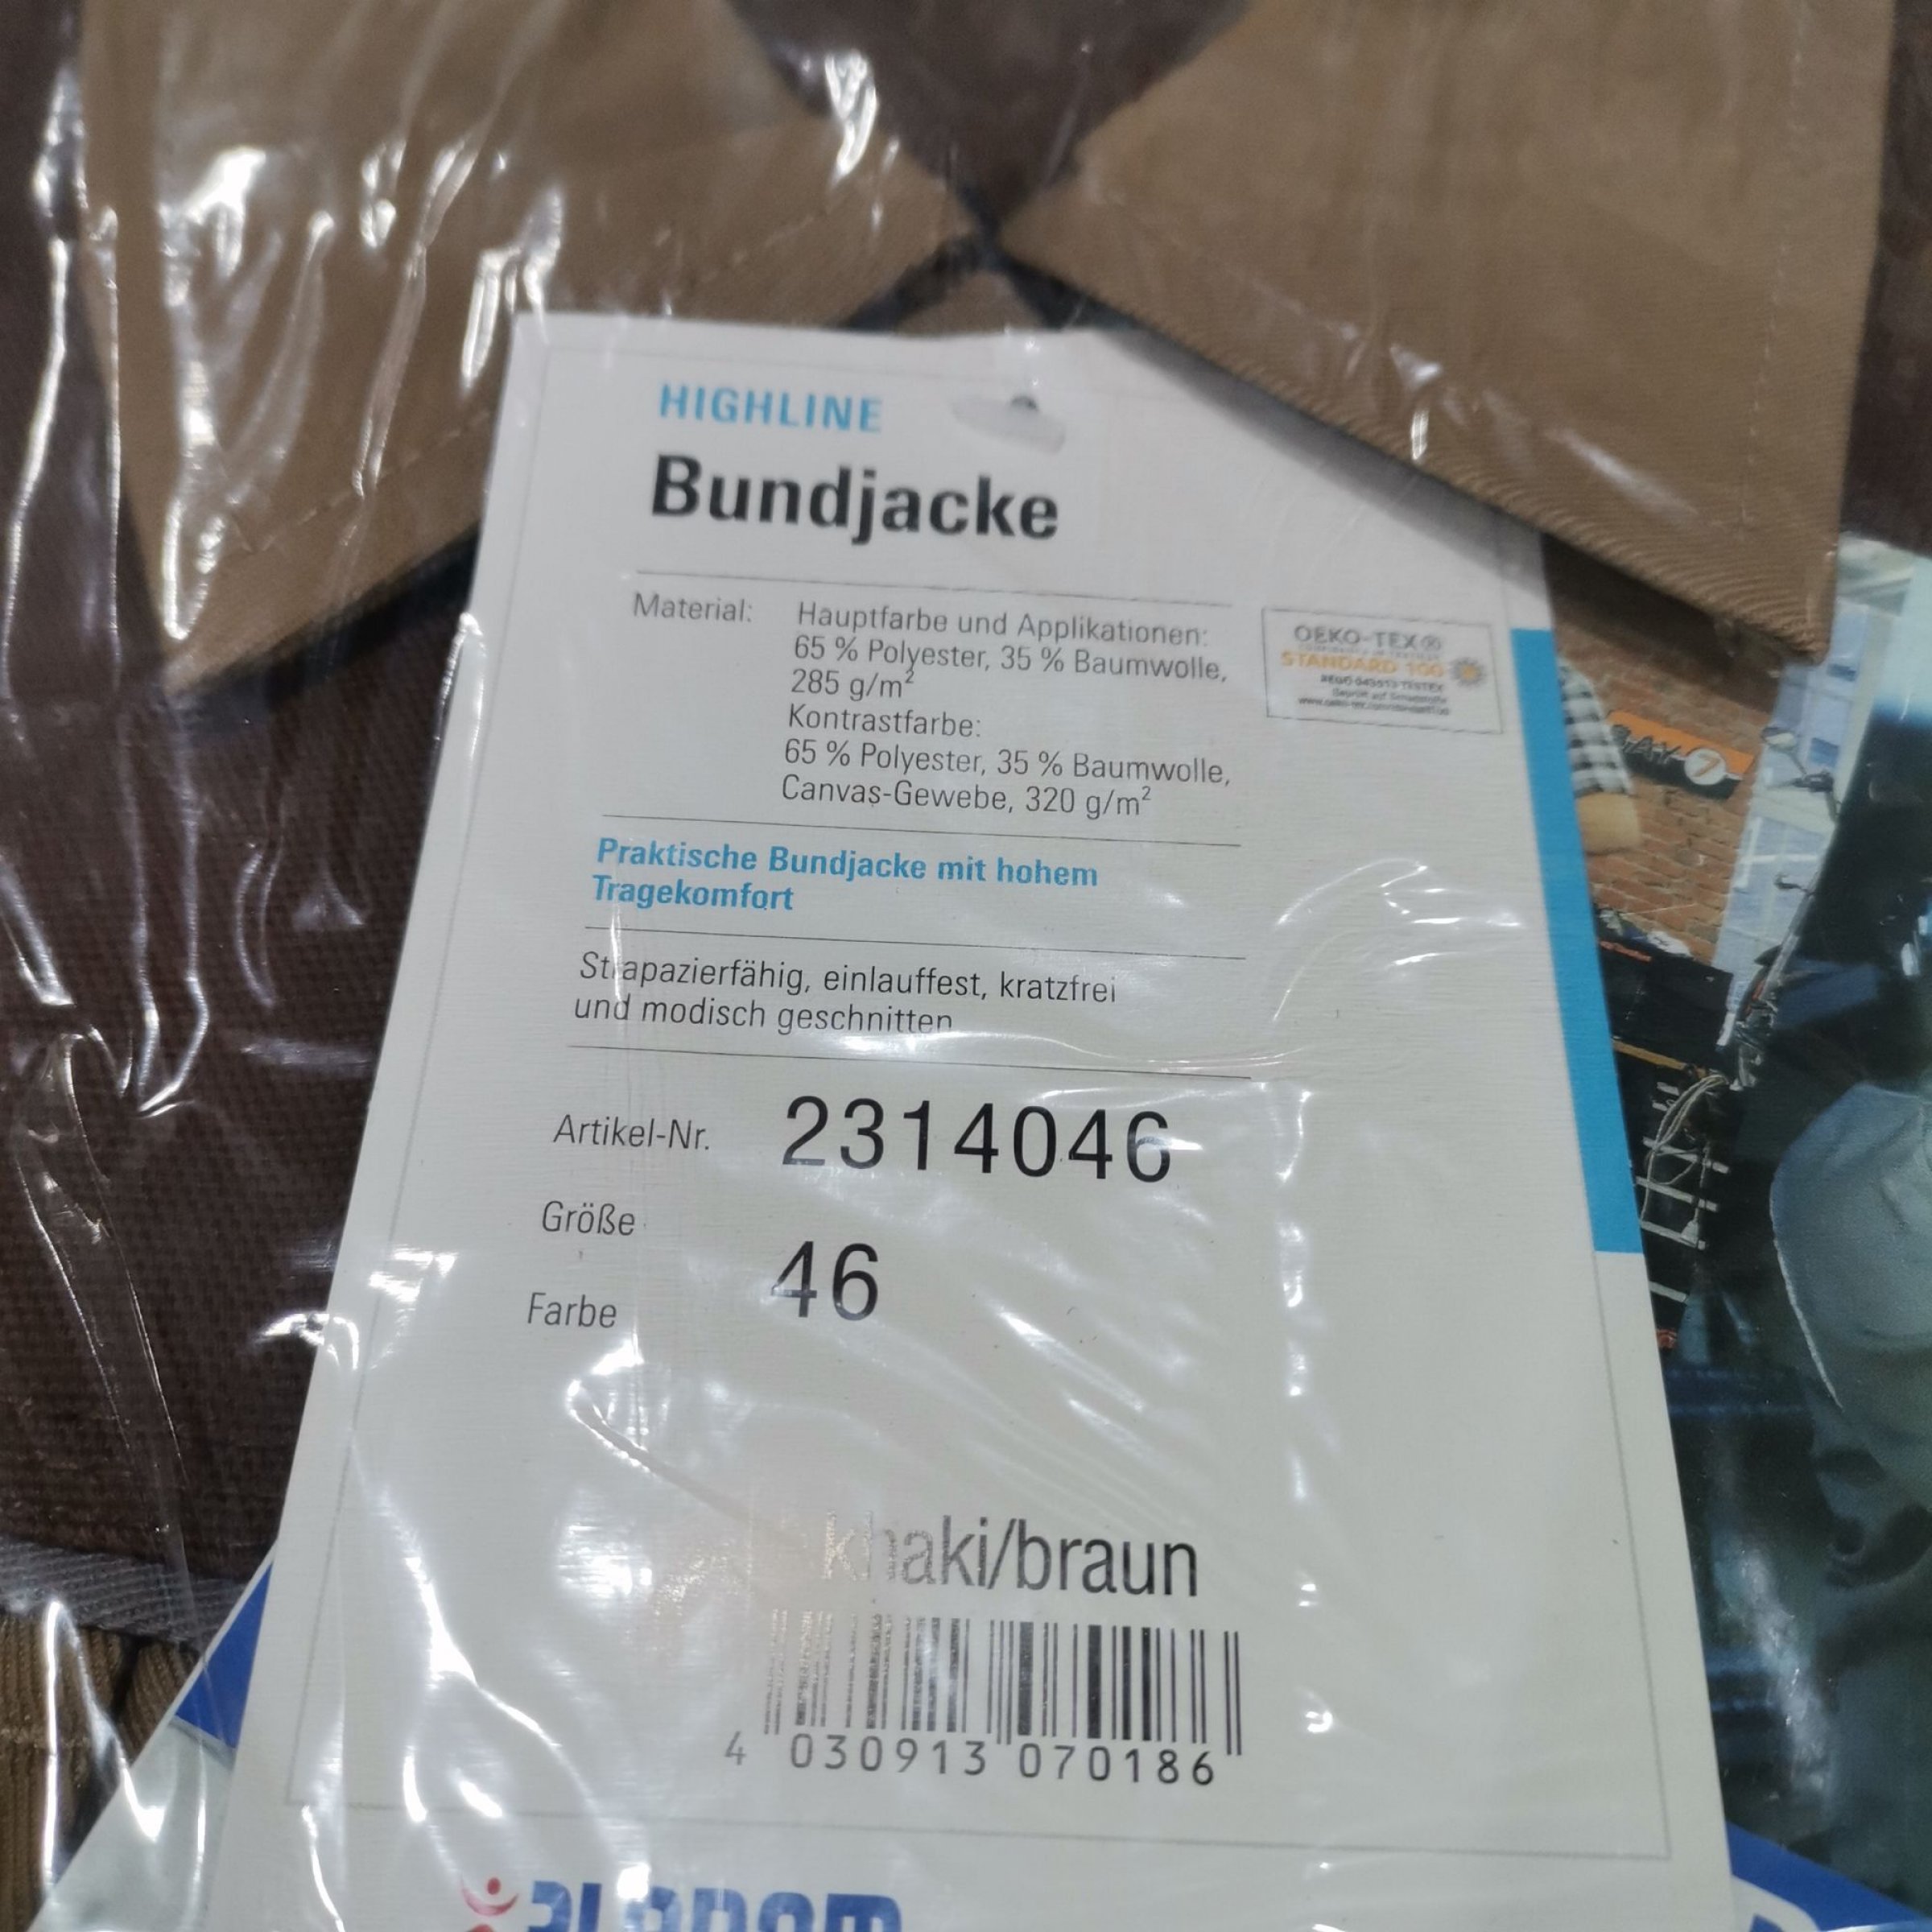 HIGHLINE
Bundjacke
Material:
Hauptfarbe und Applikationen:
65 % Polyester, 35 % Baumwolle,
285 g/m²
Kontrastfarbe:
65 % Polyester, 35 % Baumwolle,
Canvas-Gewebe, 320 g/m²
OEKO-TEX®
STANDARD 100
Praktische Bundjacke mit hohem
Tragekomfort
Strapazierfähig, einlauffest, kratzfrei
und modisch geschnitten
Artikel-Nr. 2314046
Größe
46
Farbe
khaki/braun
4 030913 070186